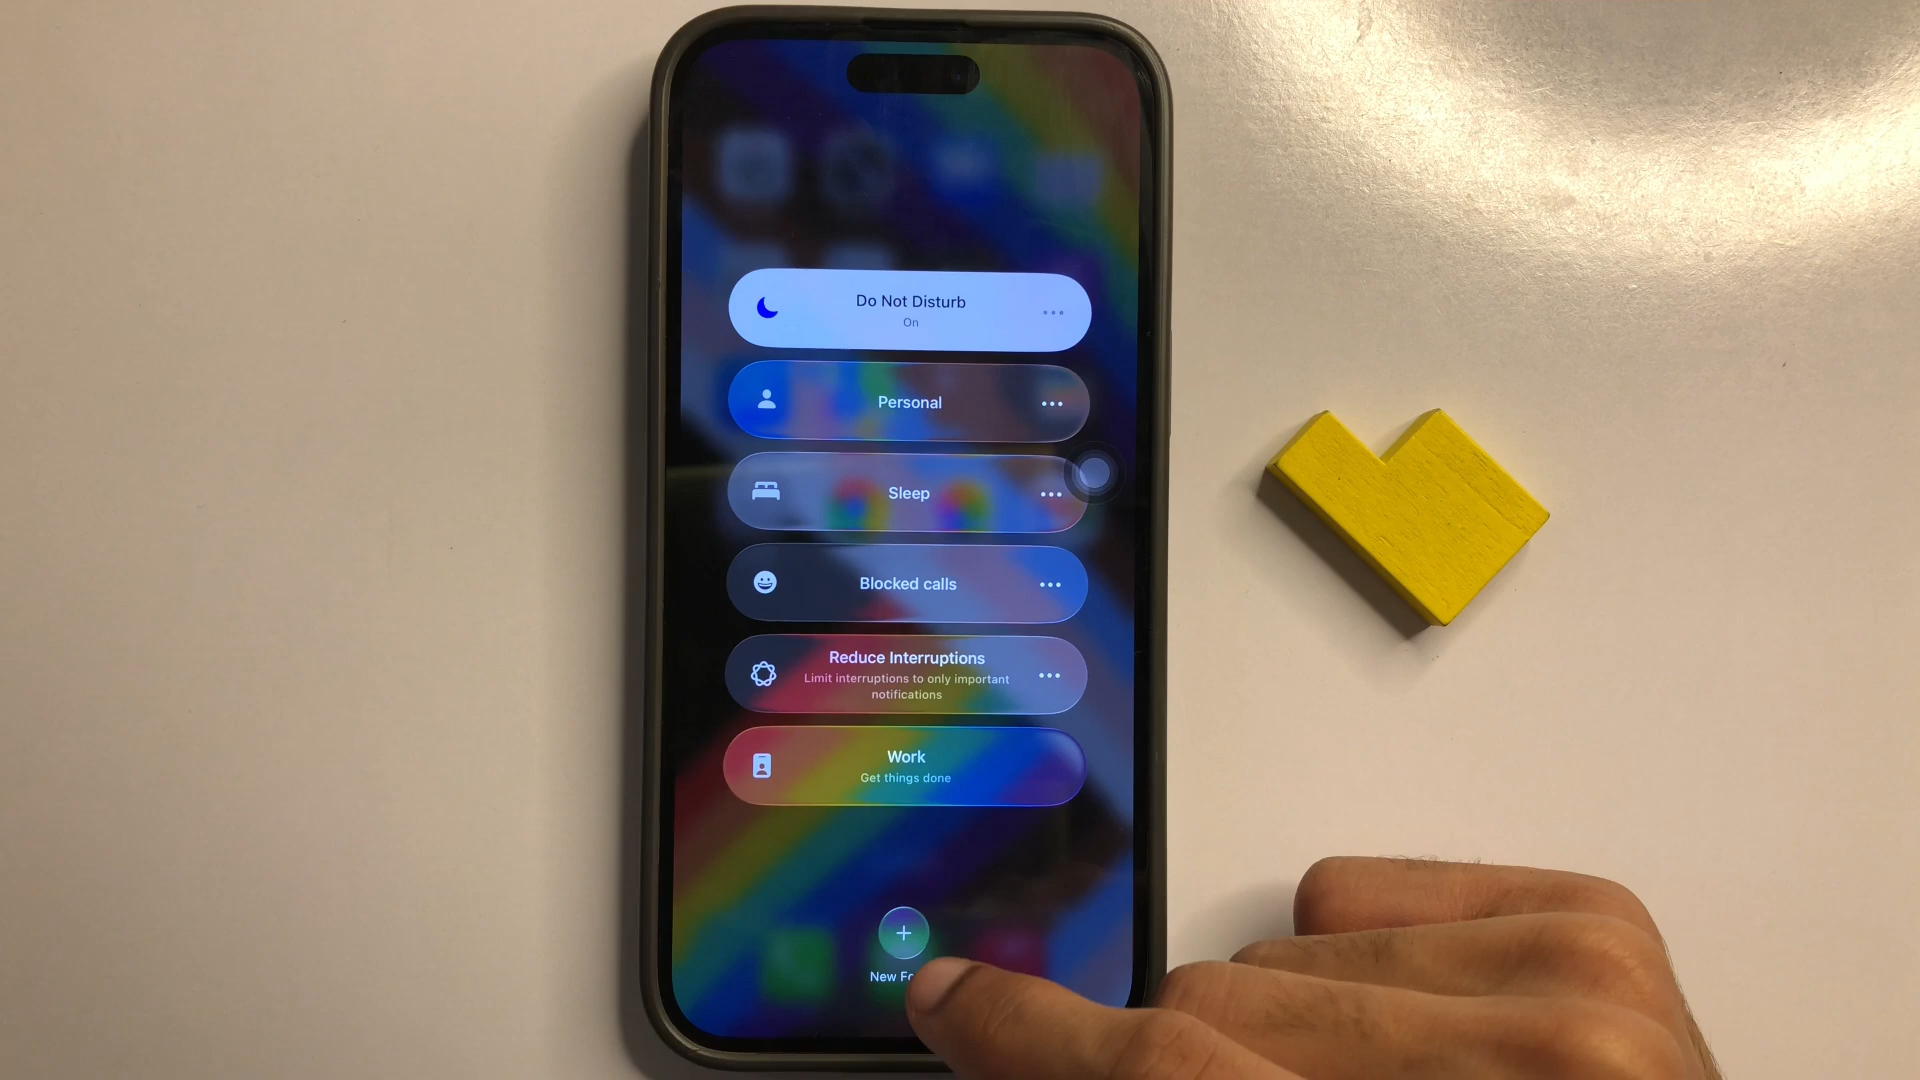 Do Not Disturb
On
Personal
Sleep
Blocked calls
Reduce Interruptions
Limit interruptions to only important
notifications
Work
Get things done
New